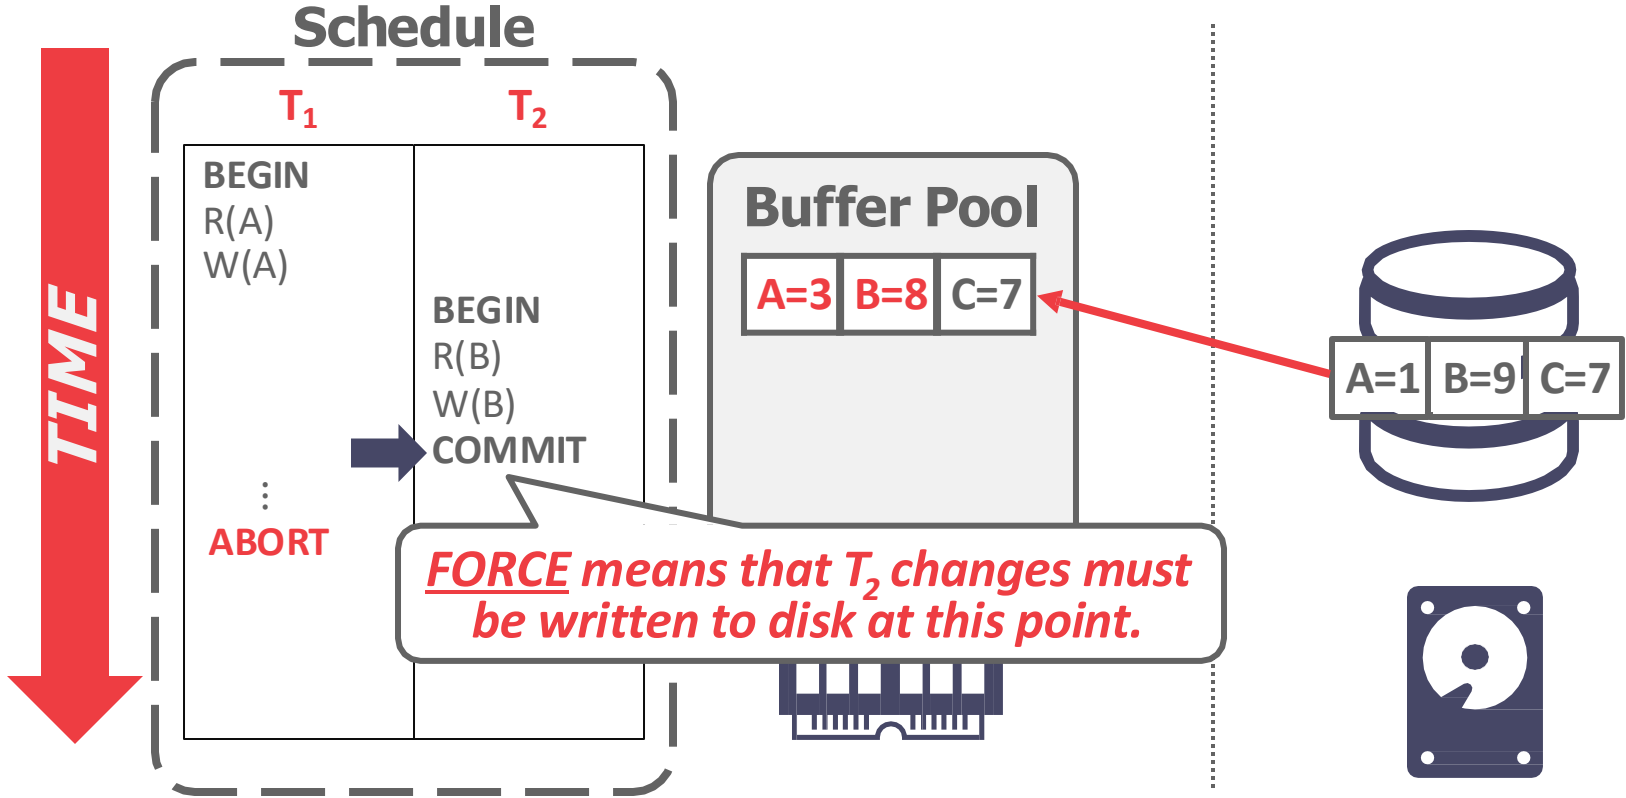 Schedule
TIME
T1
T2
BEGIN
R(A)
W(A)
⋮
ABORT
BEGIN
R(B)
W(B)
COMMIT
Buffer Pool
A=3 B=8 C=7
A=1 B=9 C=7
FORCE means that T2 changes must
be written to disk at this point.